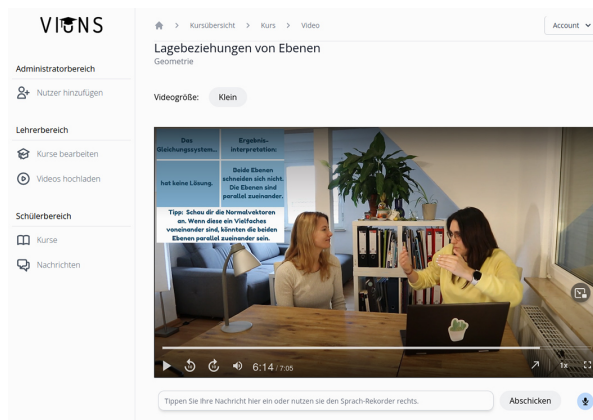 VIONS
Kursübersicht > Kurs > Video
Account
Lagebeziehungen von Ebenen
Geometrie
Administratorbereich
Nutzer hinzufügen
Videogröße: Klein
Lehrerbereich
Kurse bearbeiten
Videos hochladen
Schülerbereich
Kurse
Nachrichten
Das Gleichungssystem...
Ergebnis-
interpretation:
hat keine Lösung.
Beide Ebenen
schneiden sich nicht.
Die Ebenen sind
parallel zueinander.
Tipp: Schau dir die Normalvektoren
an. Wenn diese ein Vielfaches
voneinander sind, könnten die beiden
Ebenen parallel zueinander sein.
6:14 / 7:05
1x
Tippen Sie Ihre Nachricht hier ein oder nutzen sie den Sprach-Rekorder rechts.
Abschicken